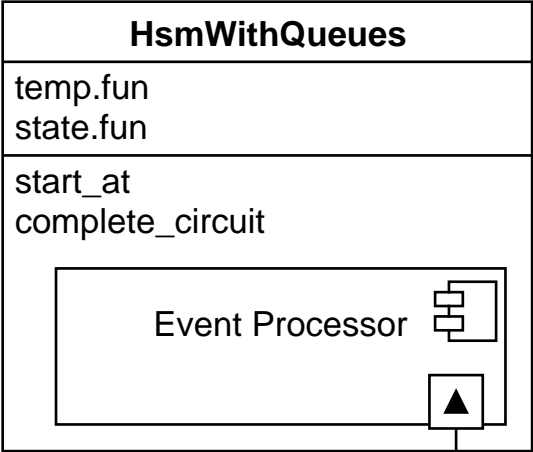 HsmWithQueues
temp.fun
state.fun
start_at
complete_circuit
Event Processor